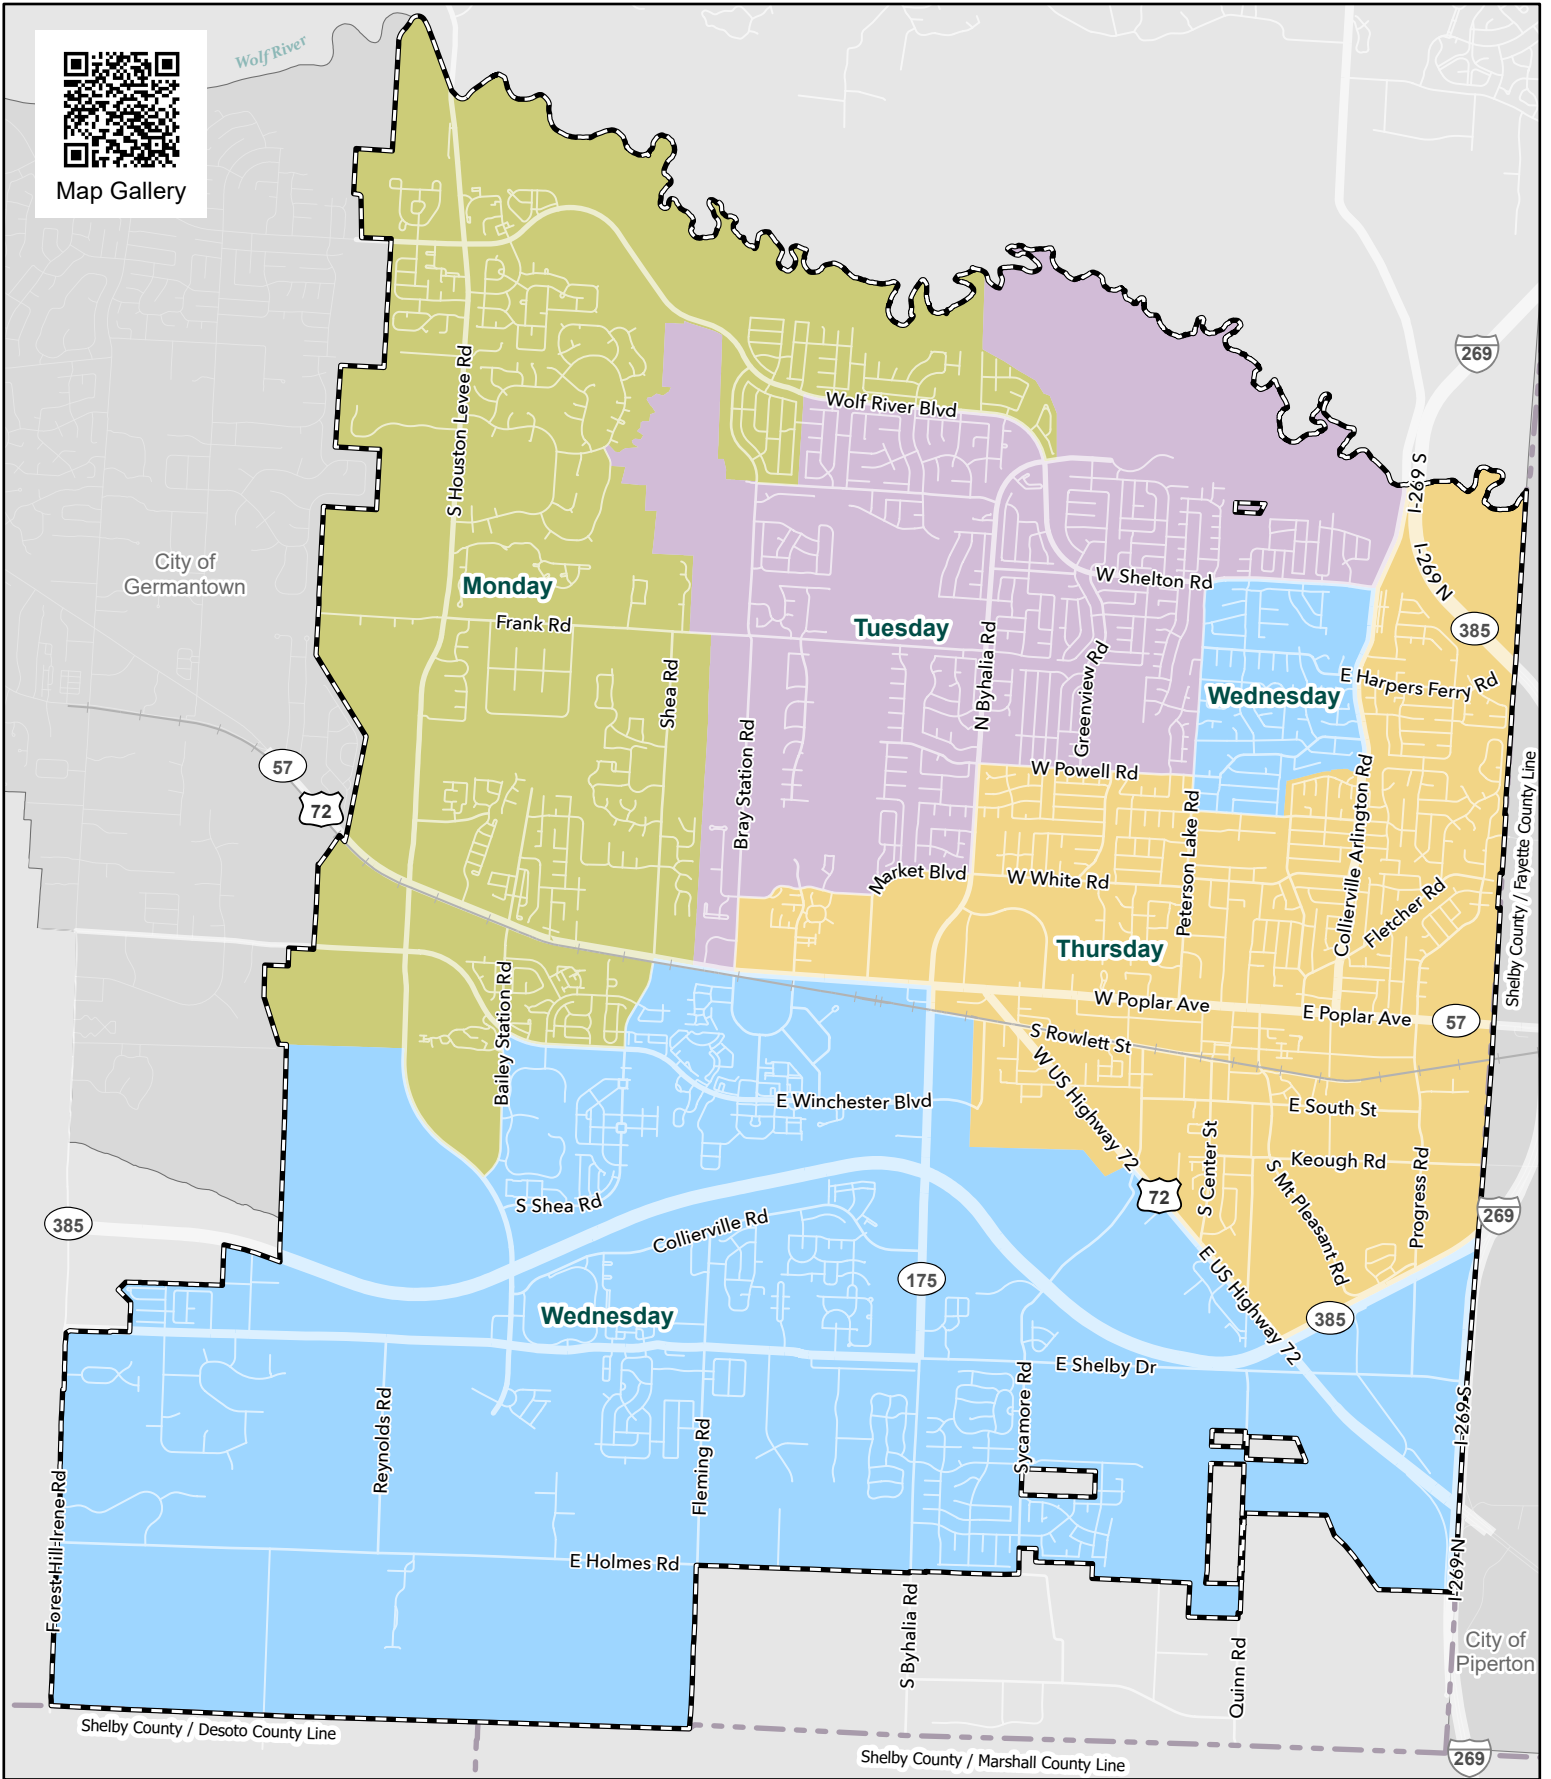 Wolf River
Map Gallery
269
S Houston Levee Rd
Wolf River Blvd
I-269 S
City of
Germantown
Monday
I-269 N
W Shelton Rd
Frank Rd
Tuesday
385
Shea Rd
N Byhalia Rd
Greenview Rd
Wednesday
E Harpers Ferry Rd
57
72
Bray Station Rd
W Powell Rd
Peterson Lake Rd
Collierville Arlington Rd
Shelby County / Fayette County Line
Market Blvd
W White Rd
Fletcher Rd
Thursday
Bailey Station Rd
W Poplar Ave
E Poplar Ave
57
S Rowlett St
W US Highway 72
E Winchester Blvd
E South St
S Center St
Keough Rd
S Mt Pleasant Rd
Progress Rd
72
S Shea Rd
385
Collierville Rd
269
175
E US Highway 72
Wednesday
385
E Shelby Dr
Reynolds Rd
Fleming Rd
Sycamore Rd
I-269 S
Forest Hill-Irene Rd
E Holmes Rd
I-269 N
S Byhalia Rd
Quinn Rd
City of
Piperton
Shelby County / Desoto County Line
Shelby County / Marshall County Line
269